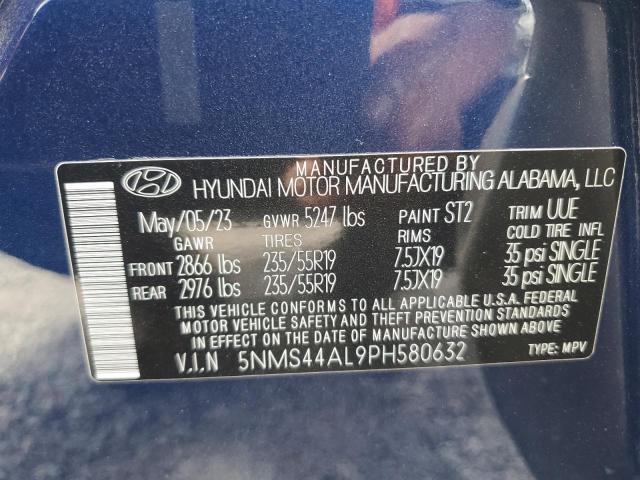 MANUFACTURED BY
HYUNDAI MOTOR MANUFACTURING ALABAMA, LLC
May/05/23 GVWR 5247 lbs PAINT ST2 TRIM UUE
GAWR TIRES RIMS COLD TIRE INFL
FRONT 2866 lbs 235/55R19 7.5JX19 35 psi SINGLE
REAR 2976 lbs 235/55R19 7.5JX19 35 psi SINGLE
THIS VEHICLE CONFORMS TO ALL APPLICABLE U.S.A. FEDERAL
MOTOR VEHICLE SAFETY AND THEFT PREVENTION STANDARDS
IN EFFECT ON THE DATE OF MANUFACTURE SHOWN ABOVE.
V.I.N 5NMS44AL9PH580632 TYPE: MPV